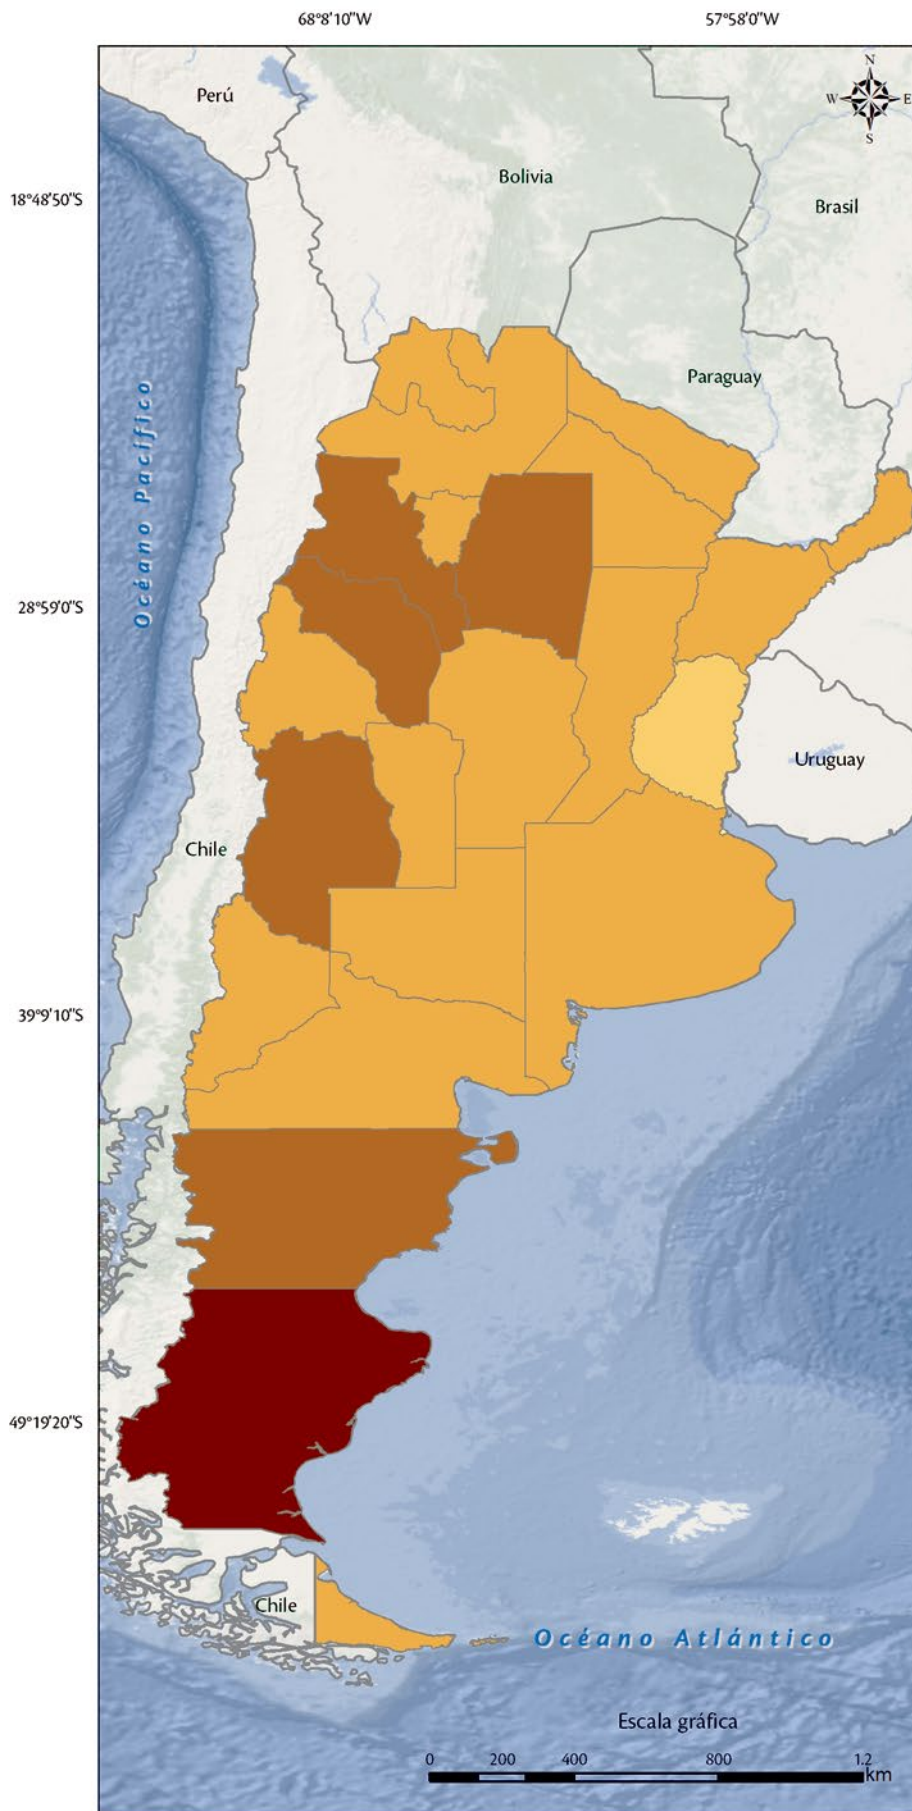 68°8'10"W 57°58'0"W
N
W E
S
Perú
Bolivia
18°48'50"S
Brasil
Paraguay
Océano Pacífico
28°59'0"S
Uruguay
Chile
39°9'10"S
49°19'20"S
Chile
Océano Atlántico
Escala gráfica
0 200 400 800 1.2
km